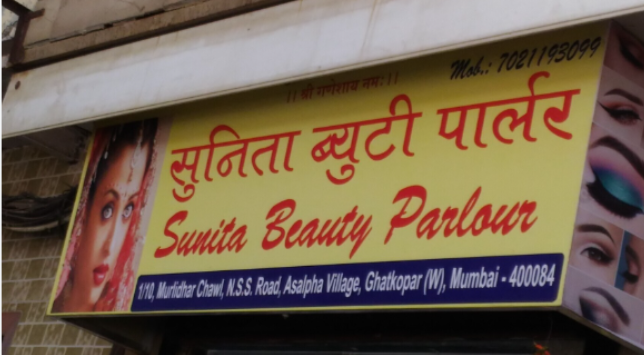 ।। श्री गणेशाय नमः ।।
Mob.: 7021193099
सुनिता ब्युटी पार्लर
Sunita Beauty Parlour
1/10, Murlidhar Chawl, N.S.S. Road, Asalpha Village, Ghatkopar (W), Mumbai - 400084